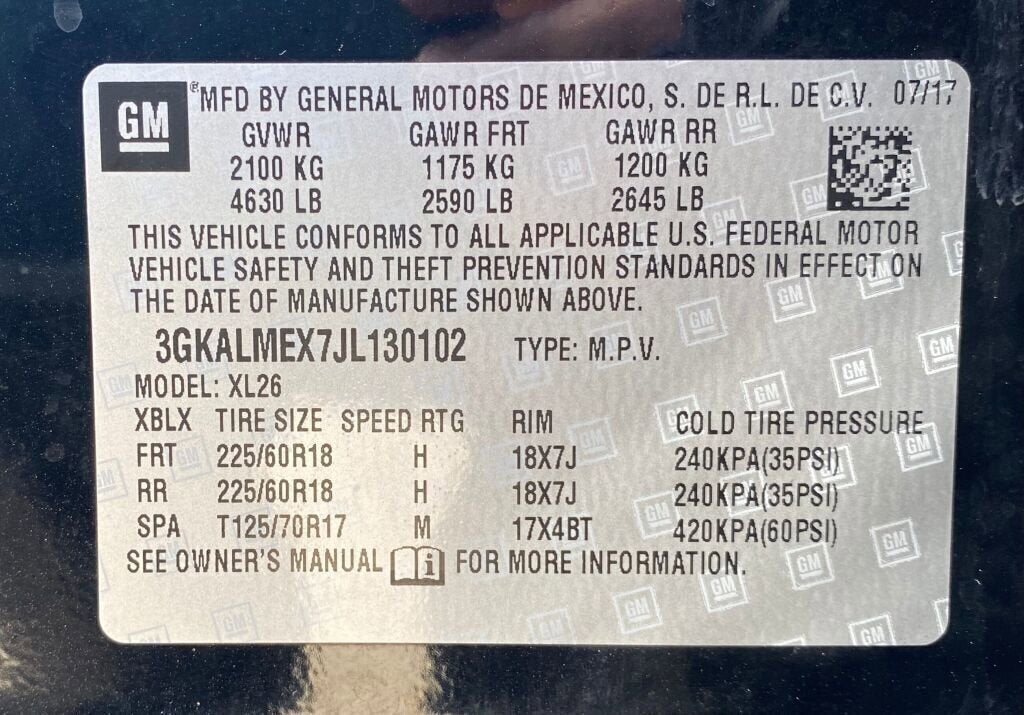 GM ® MFD BY GENERAL MOTORS DE MEXICO, S. DE R.L. DE C.V. 07/17
GVWR GAWR FRT GAWR RR
2100 KG 1175 KG 1200 KG
4630 LB 2590 LB 2645 LB
THIS VEHICLE CONFORMS TO ALL APPLICABLE U.S. FEDERAL MOTOR
VEHICLE SAFETY AND THEFT PREVENTION STANDARDS IN EFFECT ON
THE DATE OF MANUFACTURE SHOWN ABOVE.
3GKALMEX7JL130102 TYPE: M.P.V.
MODEL: XL26
XBLX TIRE SIZE SPEED RTG RIM COLD TIRE PRESSURE
FRT 225/60R18 H 18X7J 240KPA(35PSI)
RR 225/60R18 H 18X7J 240KPA(35PSI)
SPA T125/70R17 M 17X4BT 420KPA(60PSI)
SEE OWNER'S MANUAL i FOR MORE INFORMATION.